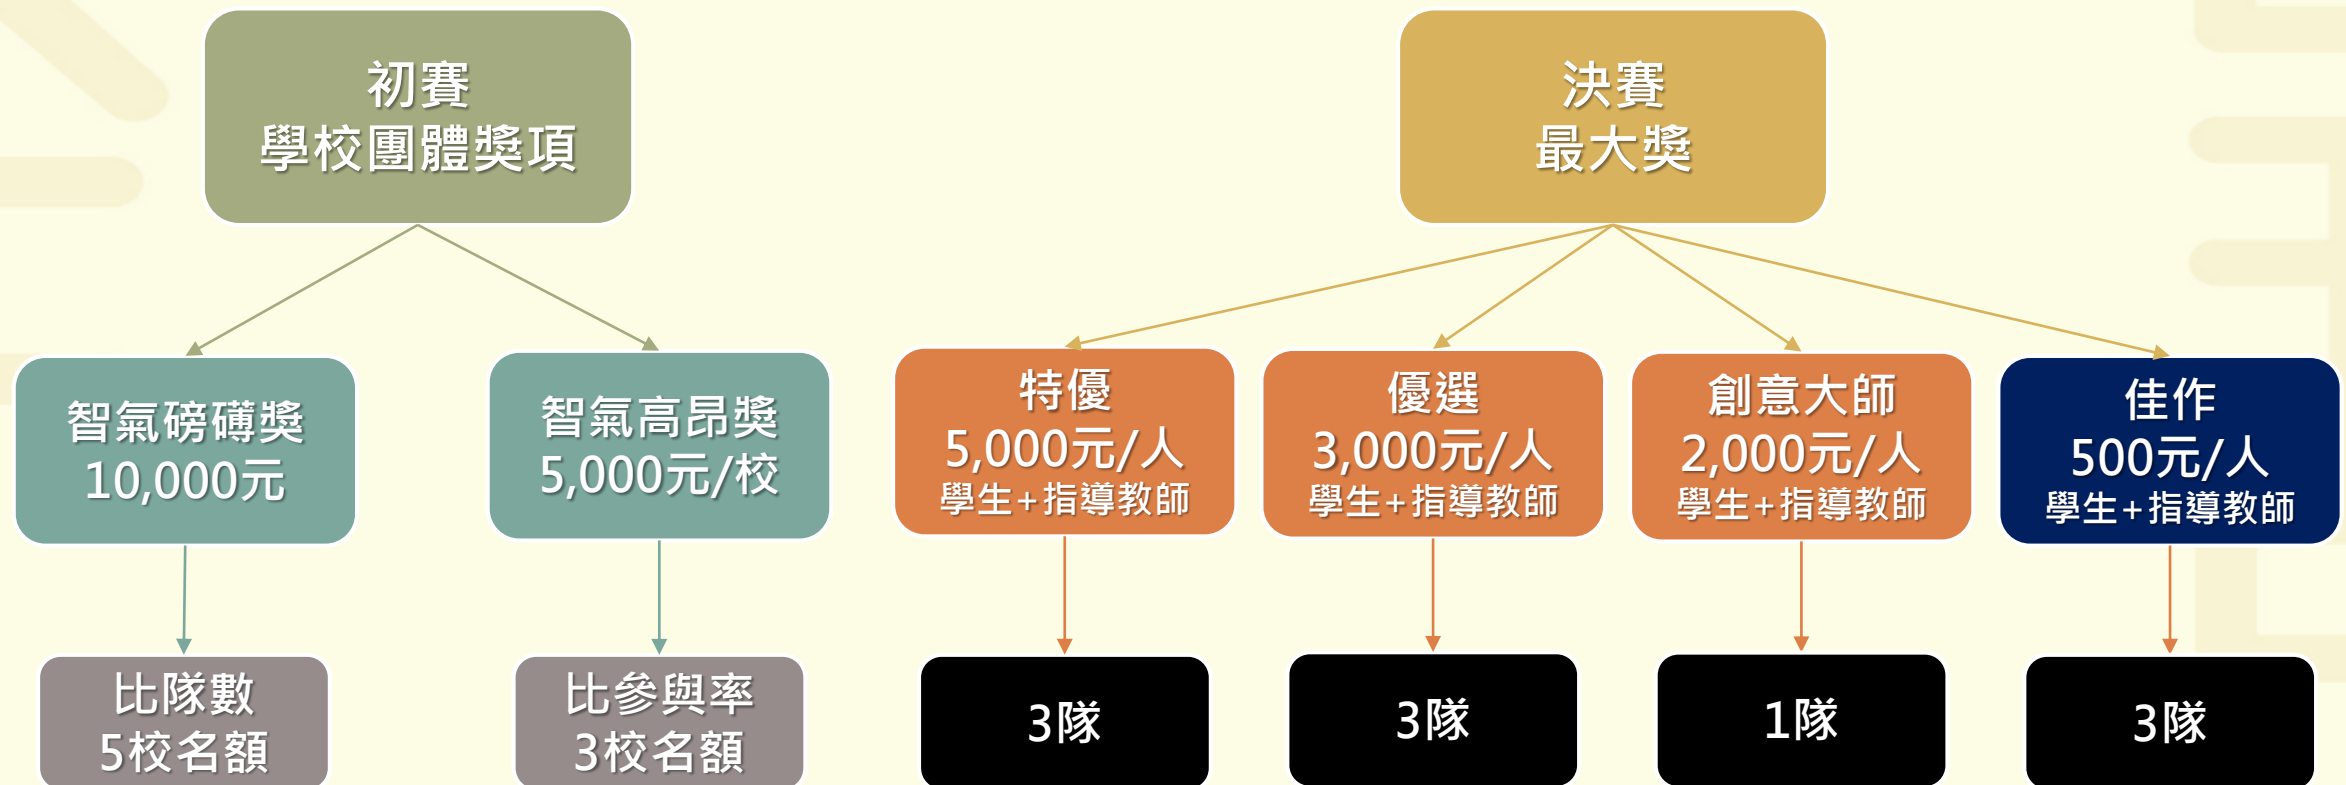 初賽
學校團體獎項
決賽
最大獎
智氣磅礡獎
10,000元
智氣高昂獎
5,000元/校
特優
5,000元/人
學生+指導教師
優選
3,000元/人
學生+指導教師
創意大師
2,000元/人
學生+指導教師
佳作
500元/人
學生+指導教師
比隊數
5校名額
比參與率
3校名額
3隊
3隊
1隊
3隊